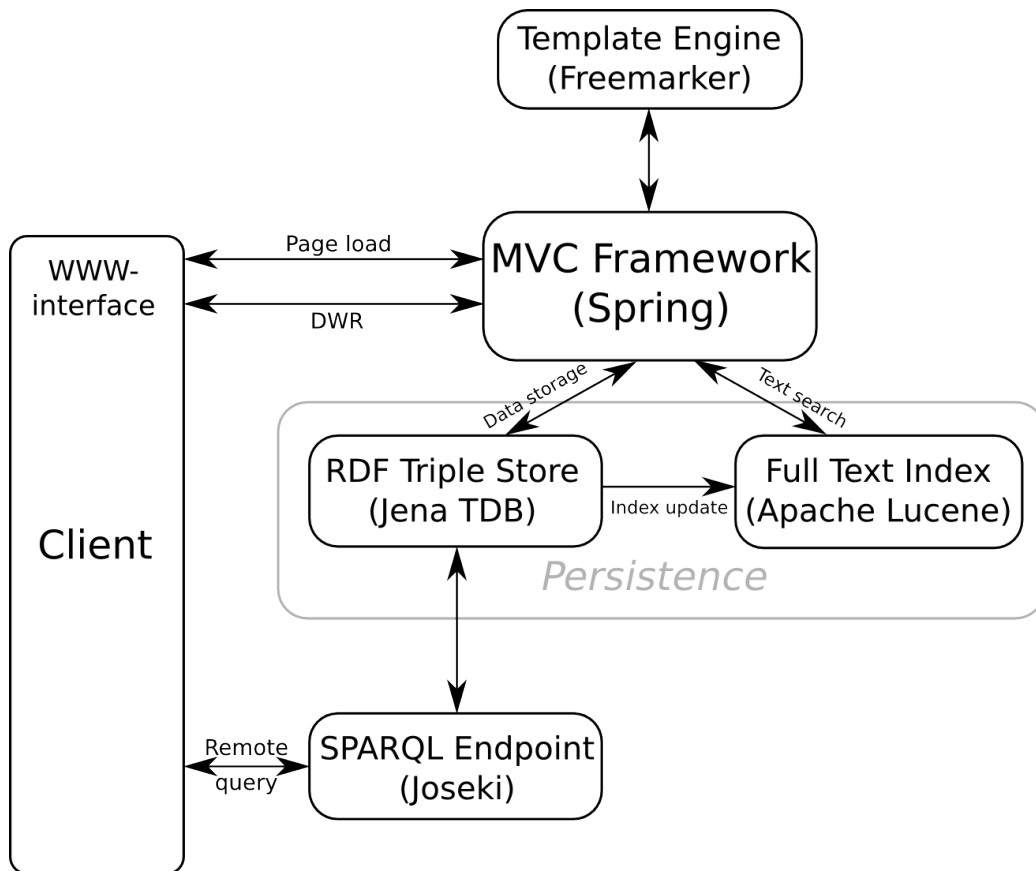 Template Engine
(Freemarker)
Page load
WWW-
interface
MVC Framework
(Spring)
DWR
Data storage
Text search
RDF Triple Store
(Jena TDB)
Full Text Index
(Apache Lucene)
Index update
Client
Persistence
Remote
query
SPARQL Endpoint
(Joseki)